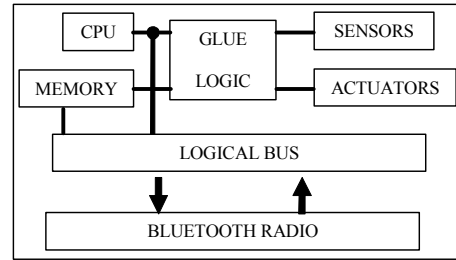 CPU
GLUE
LOGIC
SENSORS
MEMORY
ACTUATORS
LOGICAL BUS
BLUETOOTH RADIO